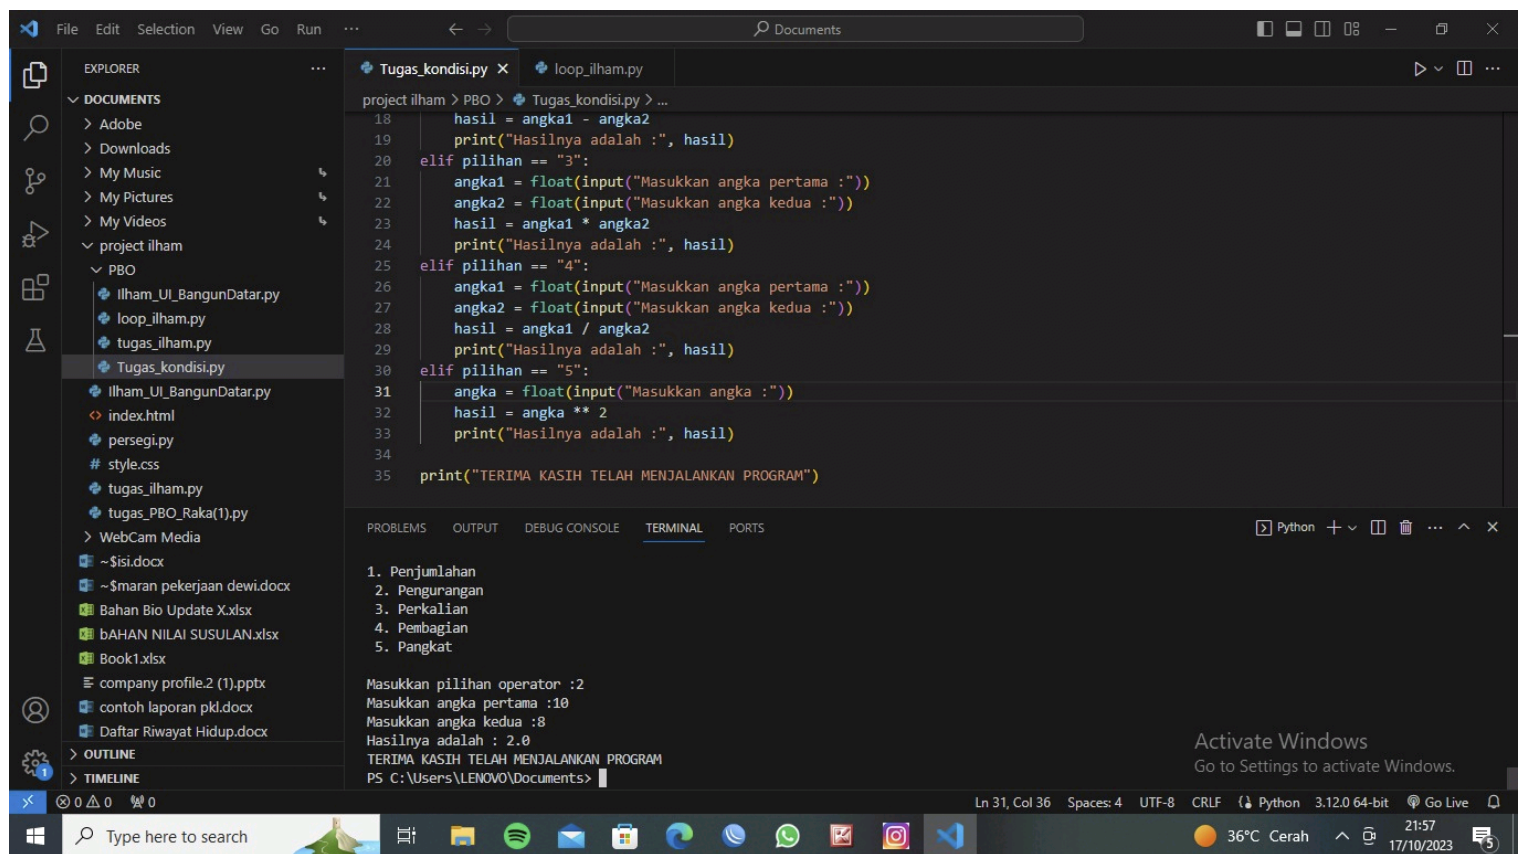 File Edit Selection View Go Run ···
Documents
EXPLORER ···
DOCUMENTS
Adobe
Downloads
My Music
My Pictures
My Videos
project ilham
PBO
Ilham_UI_BangunDatar.py
loop_ilham.py
tugas_ilham.py
Tugas_kondisi.py
Ilham_UI_BangunDatar.py
index.html
persegi.py
style.css
tugas_ilham.py
tugas_PBO_Raka(1).py
WebCam Media
~$isi.docx
~$maran pekerjaan dewi.docx
Bahan Bio Update X.xlsx
bAHAN NILAI SUSULAN.xlsx
Book1.xlsx
company profile.2 (1).pptx
contoh laporan pkl.docx
Daftar Riwayat Hidup.docx
OUTLINE
TIMELINE
Tugas_kondisi.py loop_ilham.py
project ilham > PBO > Tugas_kondisi.py > ...
18 hasil = angka1 - angka2
19 print("Hasilnya adalah :", hasil)
20 elif pilihan == "3":
21 angka1 = float(input("Masukkan angka pertama :"))
22 angka2 = float(input("Masukkan angka kedua :"))
23 hasil = angka1 * angka2
24 print("Hasilnya adalah :", hasil)
25 elif pilihan == "4":
26 angka1 = float(input("Masukkan angka pertama :"))
27 angka2 = float(input("Masukkan angka kedua :"))
28 hasil = angka1 / angka2
29 print("Hasilnya adalah :", hasil)
30 elif pilihan == "5":
31 angka = float(input("Masukkan angka :"))
32 hasil = angka ** 2
33 print("Hasilnya adalah :", hasil)
34
35 print("TERIMA KASIH TELAH MENJALANKAN PROGRAM")
PROBLEMS OUTPUT DEBUG CONSOLE TERMINAL PORTS
Python
1. Penjumlahan
2. Pengurangan
3. Perkalian
4. Pembagian
5. Pangkat
Masukkan pilihan operator :2
Masukkan angka pertama :10
Masukkan angka kedua :8
Hasilnya adalah : 2.0
TERIMA KASIH TELAH MENJALANKAN PROGRAM
PS C:\Users\LENOVO\Documents>
Activate Windows
Go to Settings to activate Windows.
1
0 0 0
Ln 31, Col 36 Spaces: 4 UTF-8 CRLF Python 3.12.0 64-bit Go Live
Type here to search
36°C Cerah
21:57
17/10/2023
5